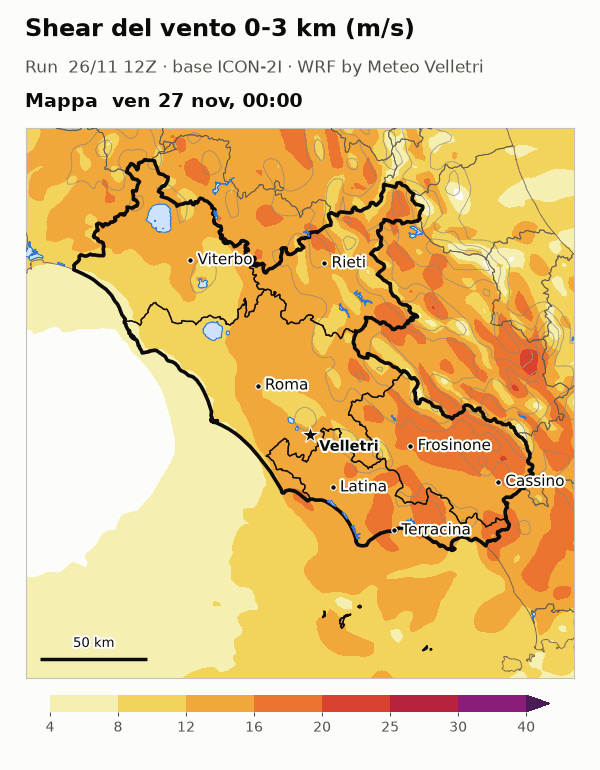 Shear del vento 0-3 km (m/s)
Run  26/11 12Z · base ICON-2I · WRF by Meteo Velletri
Mappa  ven 27 nov, 00:00
Viterbo
Rieti
Roma
Velletri
Frosinone
Cassino
Latina
Terracina
50 km
4 8 12 16 20 25 30 40